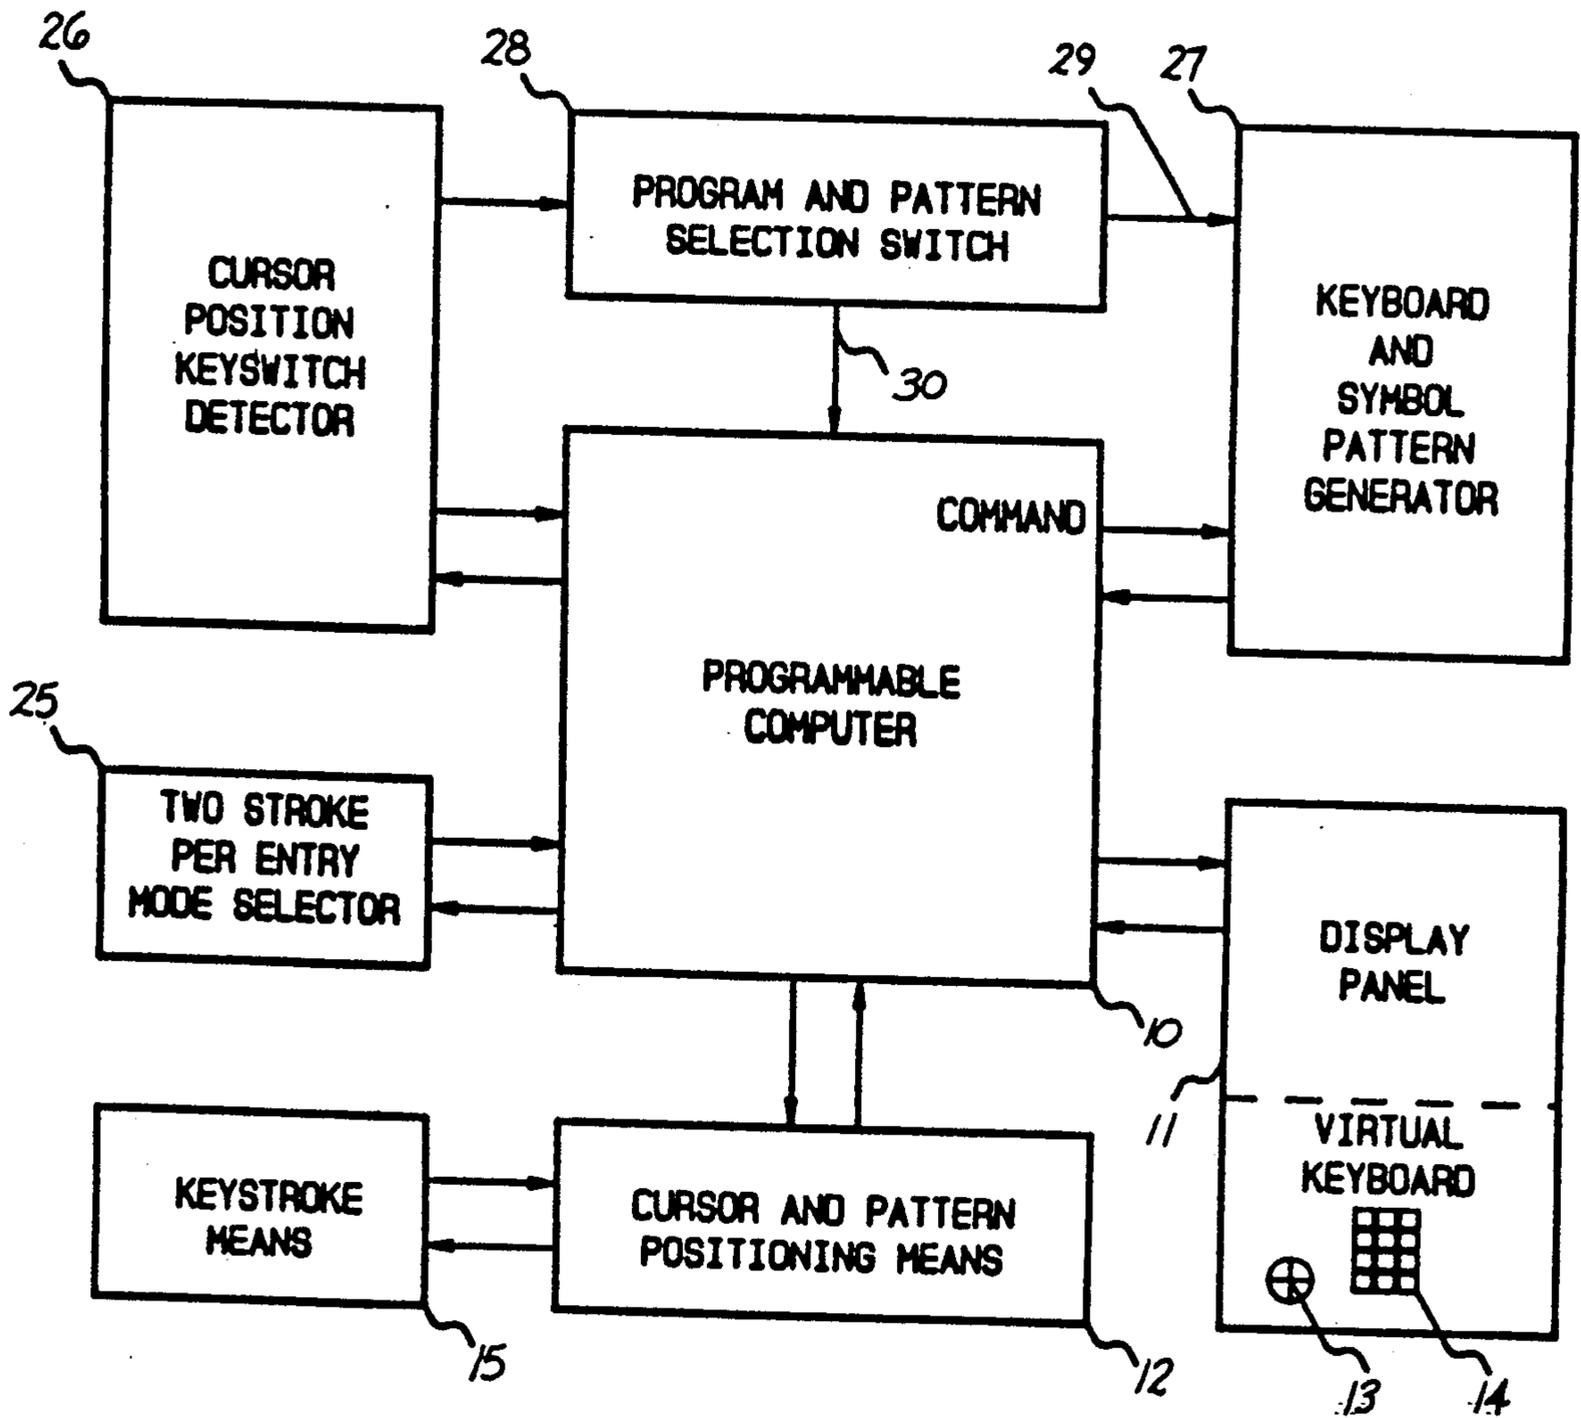 26
28
29
27
PROGRAM AND PATTERN
SELECTION SWITCH
CURSOR
POSITION
KEYSWITCH
DETECTOR
KEYBOARD
AND
SYMBOL
PATTERN
GENERATOR
30
COMMAND
PROGRAMMABLE
COMPUTER
25
TWO STROKE
PER ENTRY
MODE SELECTOR
DISPLAY
PANEL
10
11
VIRTUAL
KEYBOARD
KEYSTROKE
MEANS
CURSOR AND PATTERN
POSITIONING MEANS
15
12
13
14